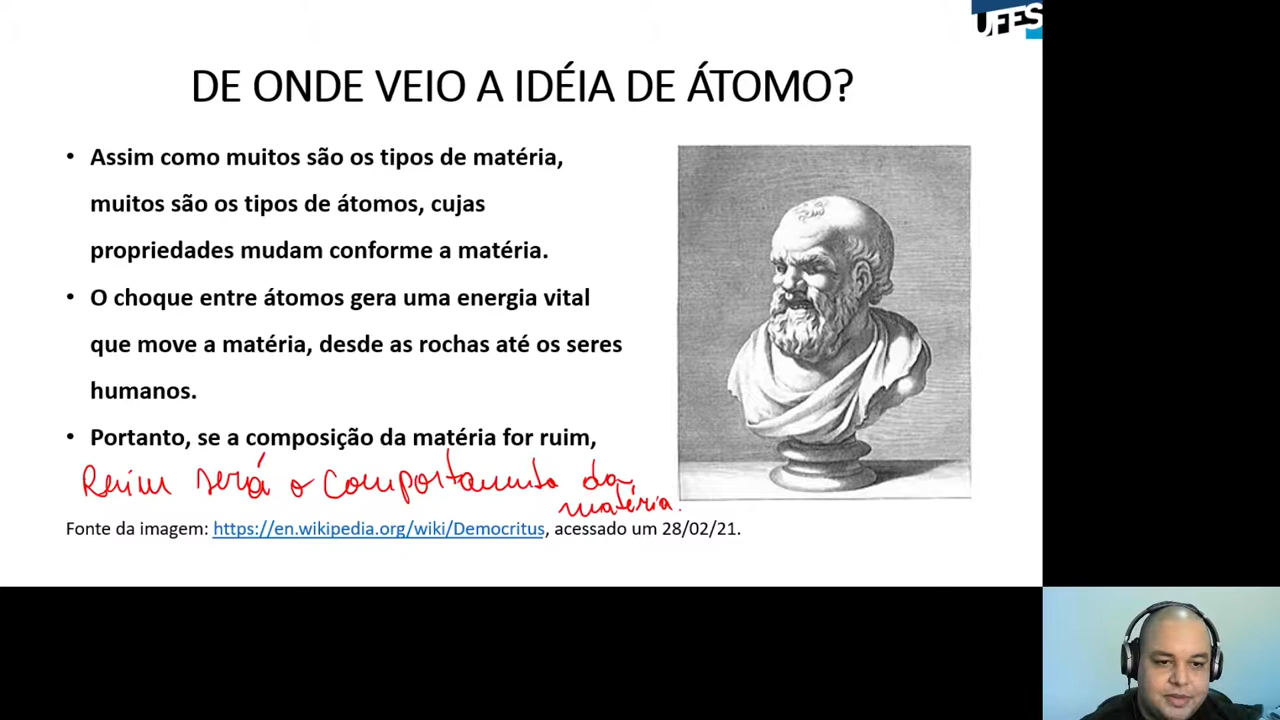 UFES
DE ONDE VEIO A IDÉIA DE ÁTOMO?
• Assim como muitos são os tipos de matéria,
muitos são os tipos de átomos, cujas
propriedades mudam conforme a matéria.
• O choque entre átomos gera uma energia vital
que move a matéria, desde as rochas até os seres
humanos.
• Portanto, se a composição da matéria for ruim,
Ruim será o comportamento da
matéria.
Fonte da imagem: https://en.wikipedia.org/wiki/Democritus, acessado um 28/02/21.